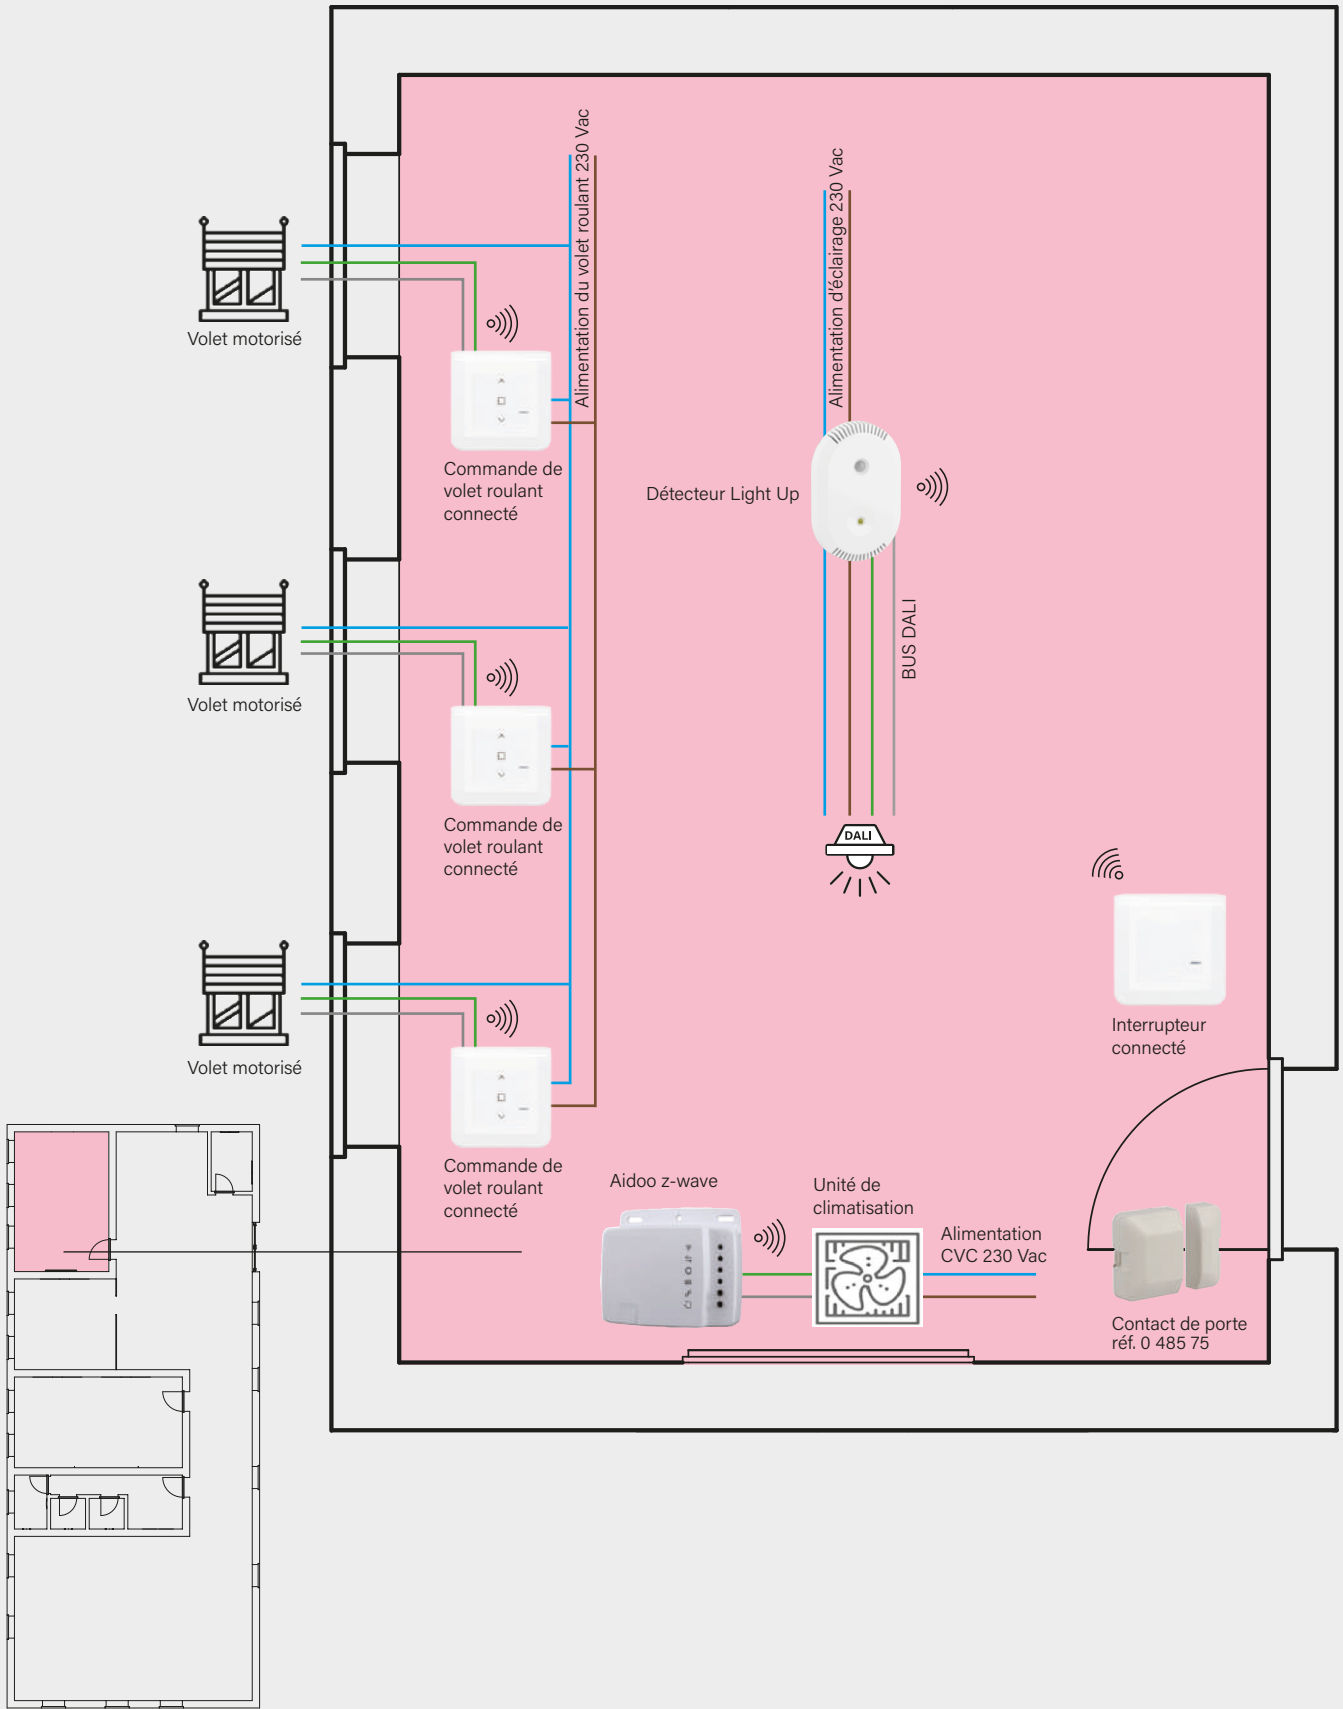 Alimentation du volet roulant 230 Vac
Alimentation d'éclairage 230 Vac
Volet motorisé
Commande de
volet roulant
connecté
Détecteur Light Up
BUS DALI
Volet motorisé
Commande de
volet roulant
connecté
DALI
Interrupteur
connecté
Volet motorisé
Commande de
volet roulant
connecté
Aidoo z-wave
Unité de
climatisation
Alimentation
CVC 230 Vac
Contact de porte
réf. 0 485 75